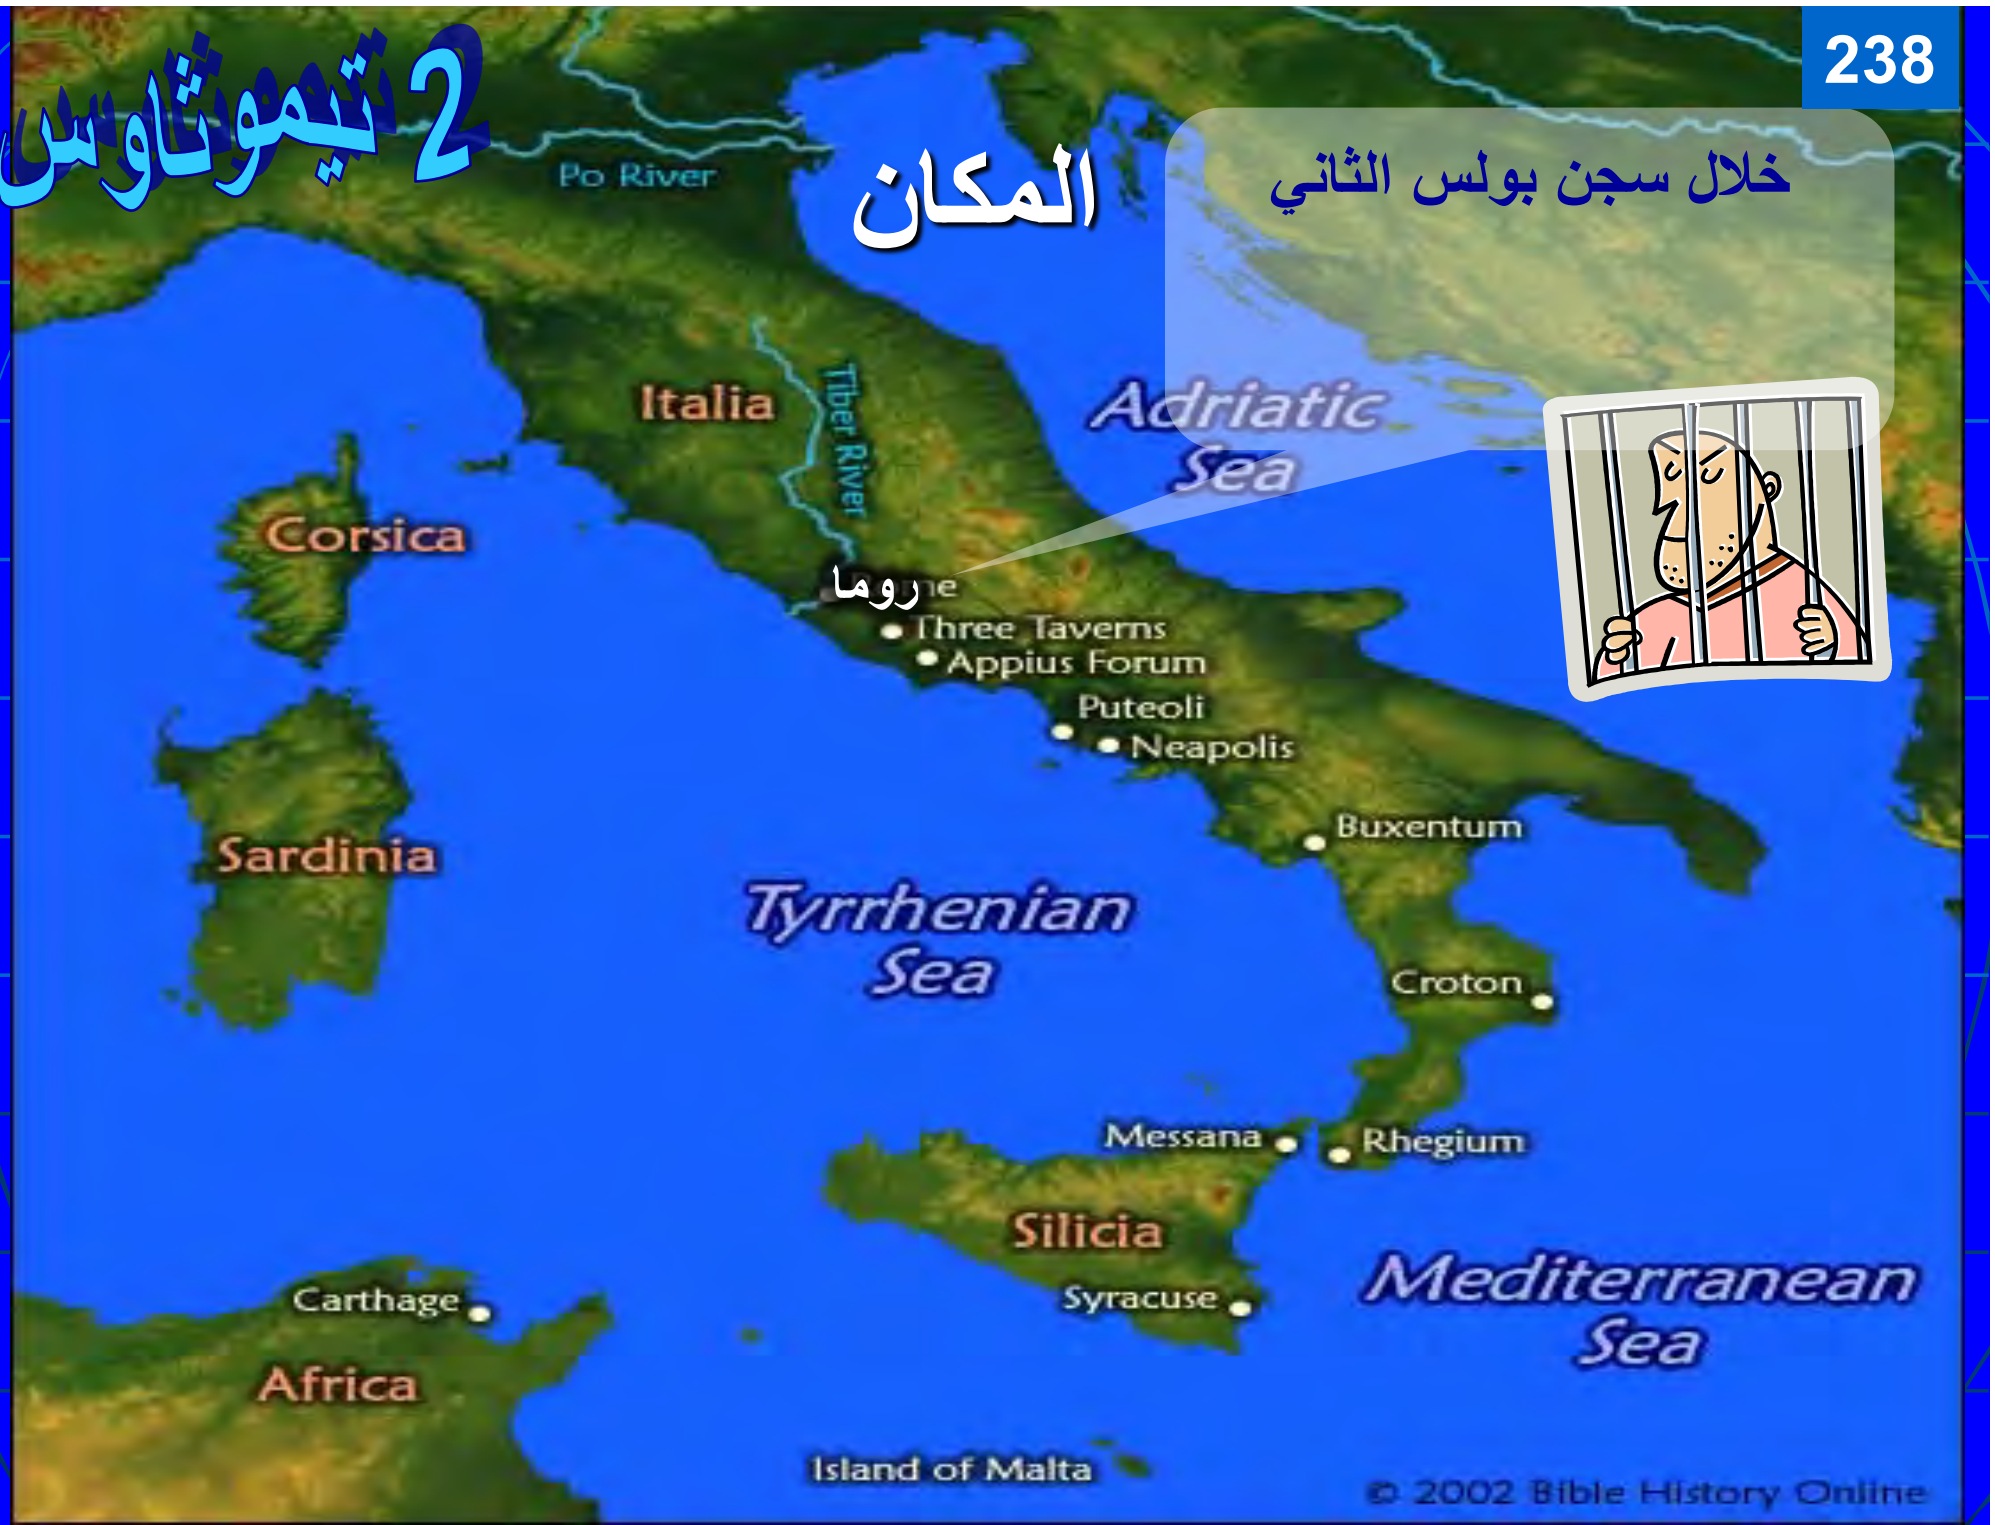 238
2 تيموثاوس
المكان
خلال سجن بولس الثاني
Po River
Italia
Tiber River
Adriatic
Sea
Corsica
روما
Rome
Three Taverns
Appius Forum
Puteoli
Neapolis
Buxentum
Sardinia
Tyrrhenian
Sea
Croton
Messana
Rhegium
Silicia
Syracuse
Mediterranean
Sea
Carthage
Africa
Island of Malta
© 2002 Bible History Online